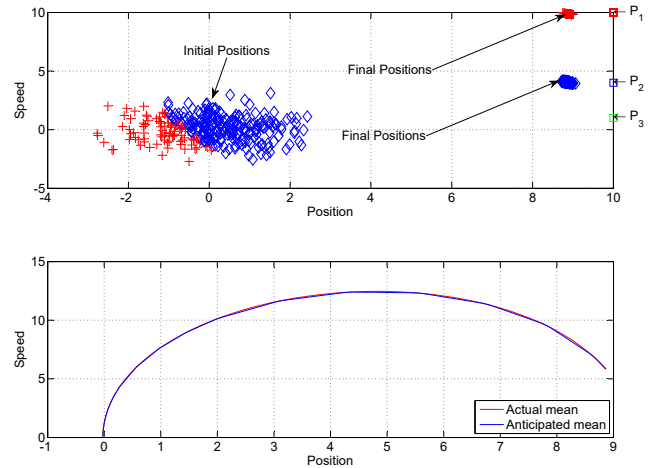 10
5
0
-5
Speed
-4
-2
0
2
4
6
8
10
Position
Initial Positions
Final Positions
Final Positions
P1
P2
P3
15
10
5
0
Speed
-1
0
1
2
3
4
5
6
7
8
9
Position
Actual mean
Anticipated mean